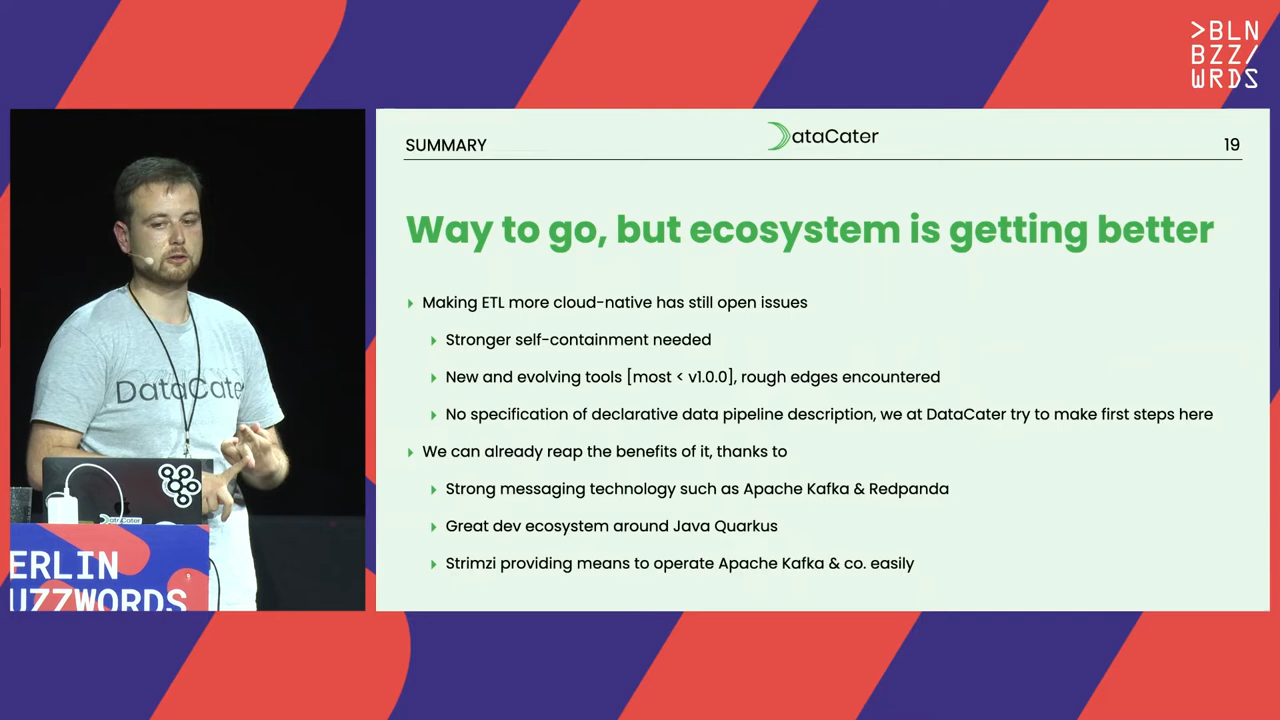 >BLN
BZZ/
WRDS
SUMMARY
DataCater
19
Way to go, but ecosystem is getting better
Making ETL more cloud-native has still open issues
Stronger self-containment needed
New and evolving tools [most < v1.0.0], rough edges encountered
No specification of declarative data pipeline description, we at DataCater try to make first steps here
We can already reap the benefits of it, thanks to
Strong messaging technology such as Apache Kafka & Redpanda
Great dev ecosystem around Java Quarkus
Strimzi providing means to operate Apache Kafka & co. easily
DataCate
DataCater
ERLIN
UZZWORDS